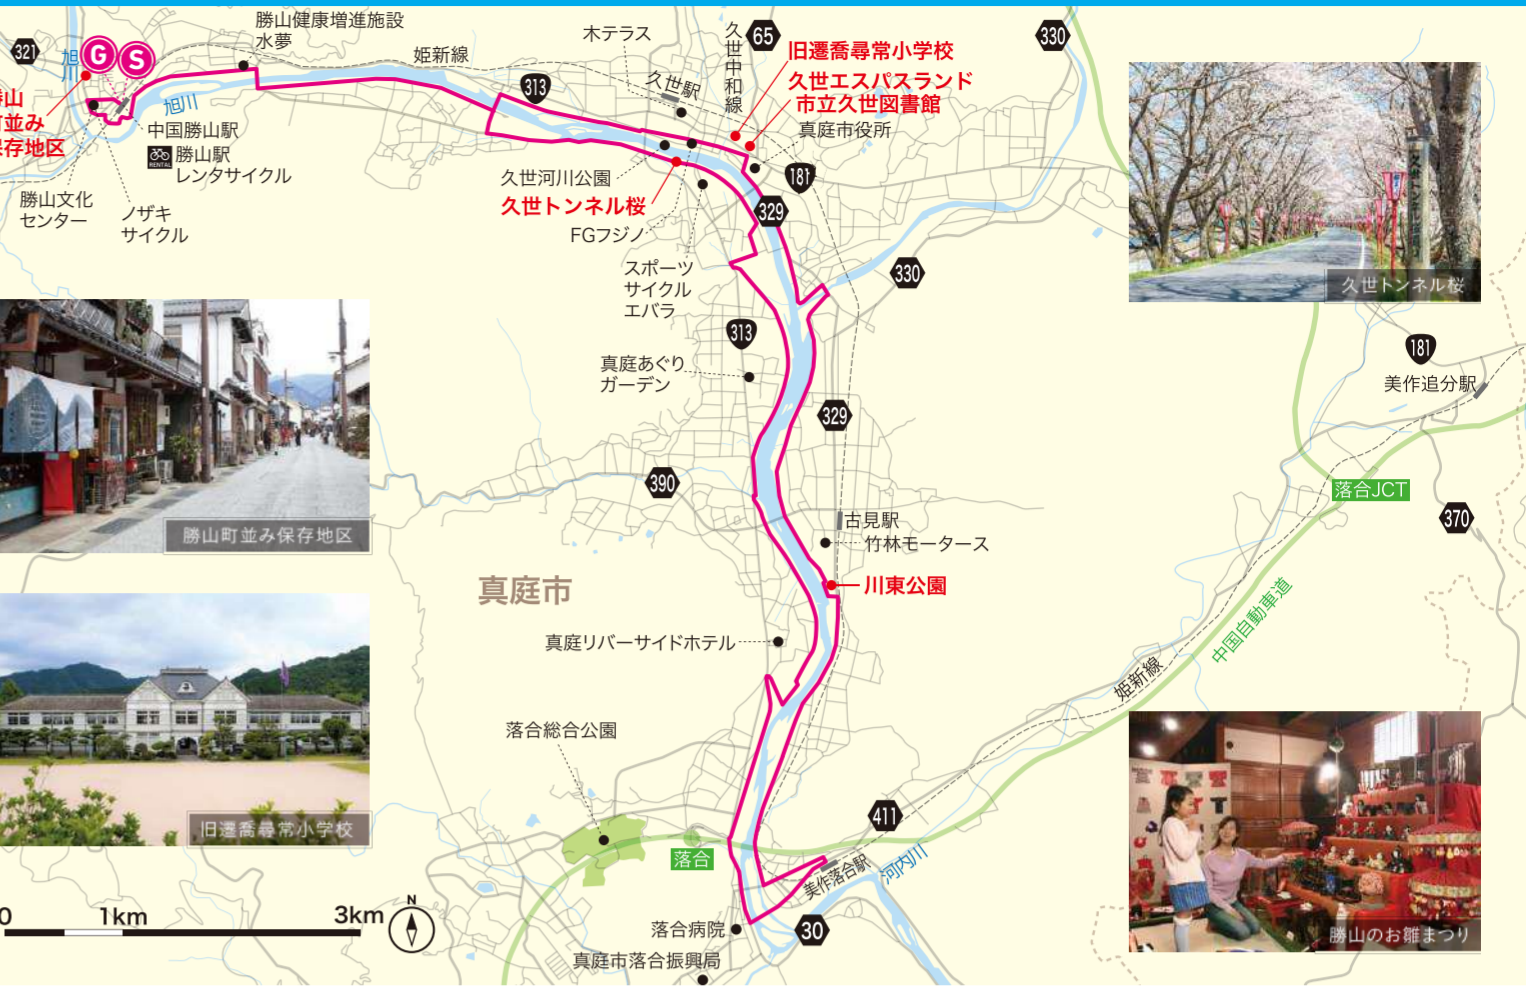 321
旭川
G
S
勝山健康増進施設
水夢
姫新線
旭川
中国勝山駅
RENTAL
勝山駅
レンタサイクル
勝山文化
センター
ノザキ
サイクル
山
並み
存地区
313
木テラス
久世駅
久世中和線
65
旧遷喬尋常小学校
久世エスパスランド
市立久世図書館
真庭市役所
330
久世河川公園
久世トンネル桜
FGフジノ
スポーツ
サイクル
エバラ
181
329
330
313
真庭あぐり
ガーデン
329
390
古見駅
竹林モータース
川東公園
真庭市
真庭リバーサイドホテル
落合総合公園
落合
411
美作落合駅
河内川
30
落合病院
真庭市落合振興局
久世トンネル桜
久世トンネル桜
181
美作追分駅
落合JCT
370
中国自動車道
姫新線
勝山町並み保存地区
旧遷喬尋常小学校
勝山のお雛まつり
0
1km
3km
N